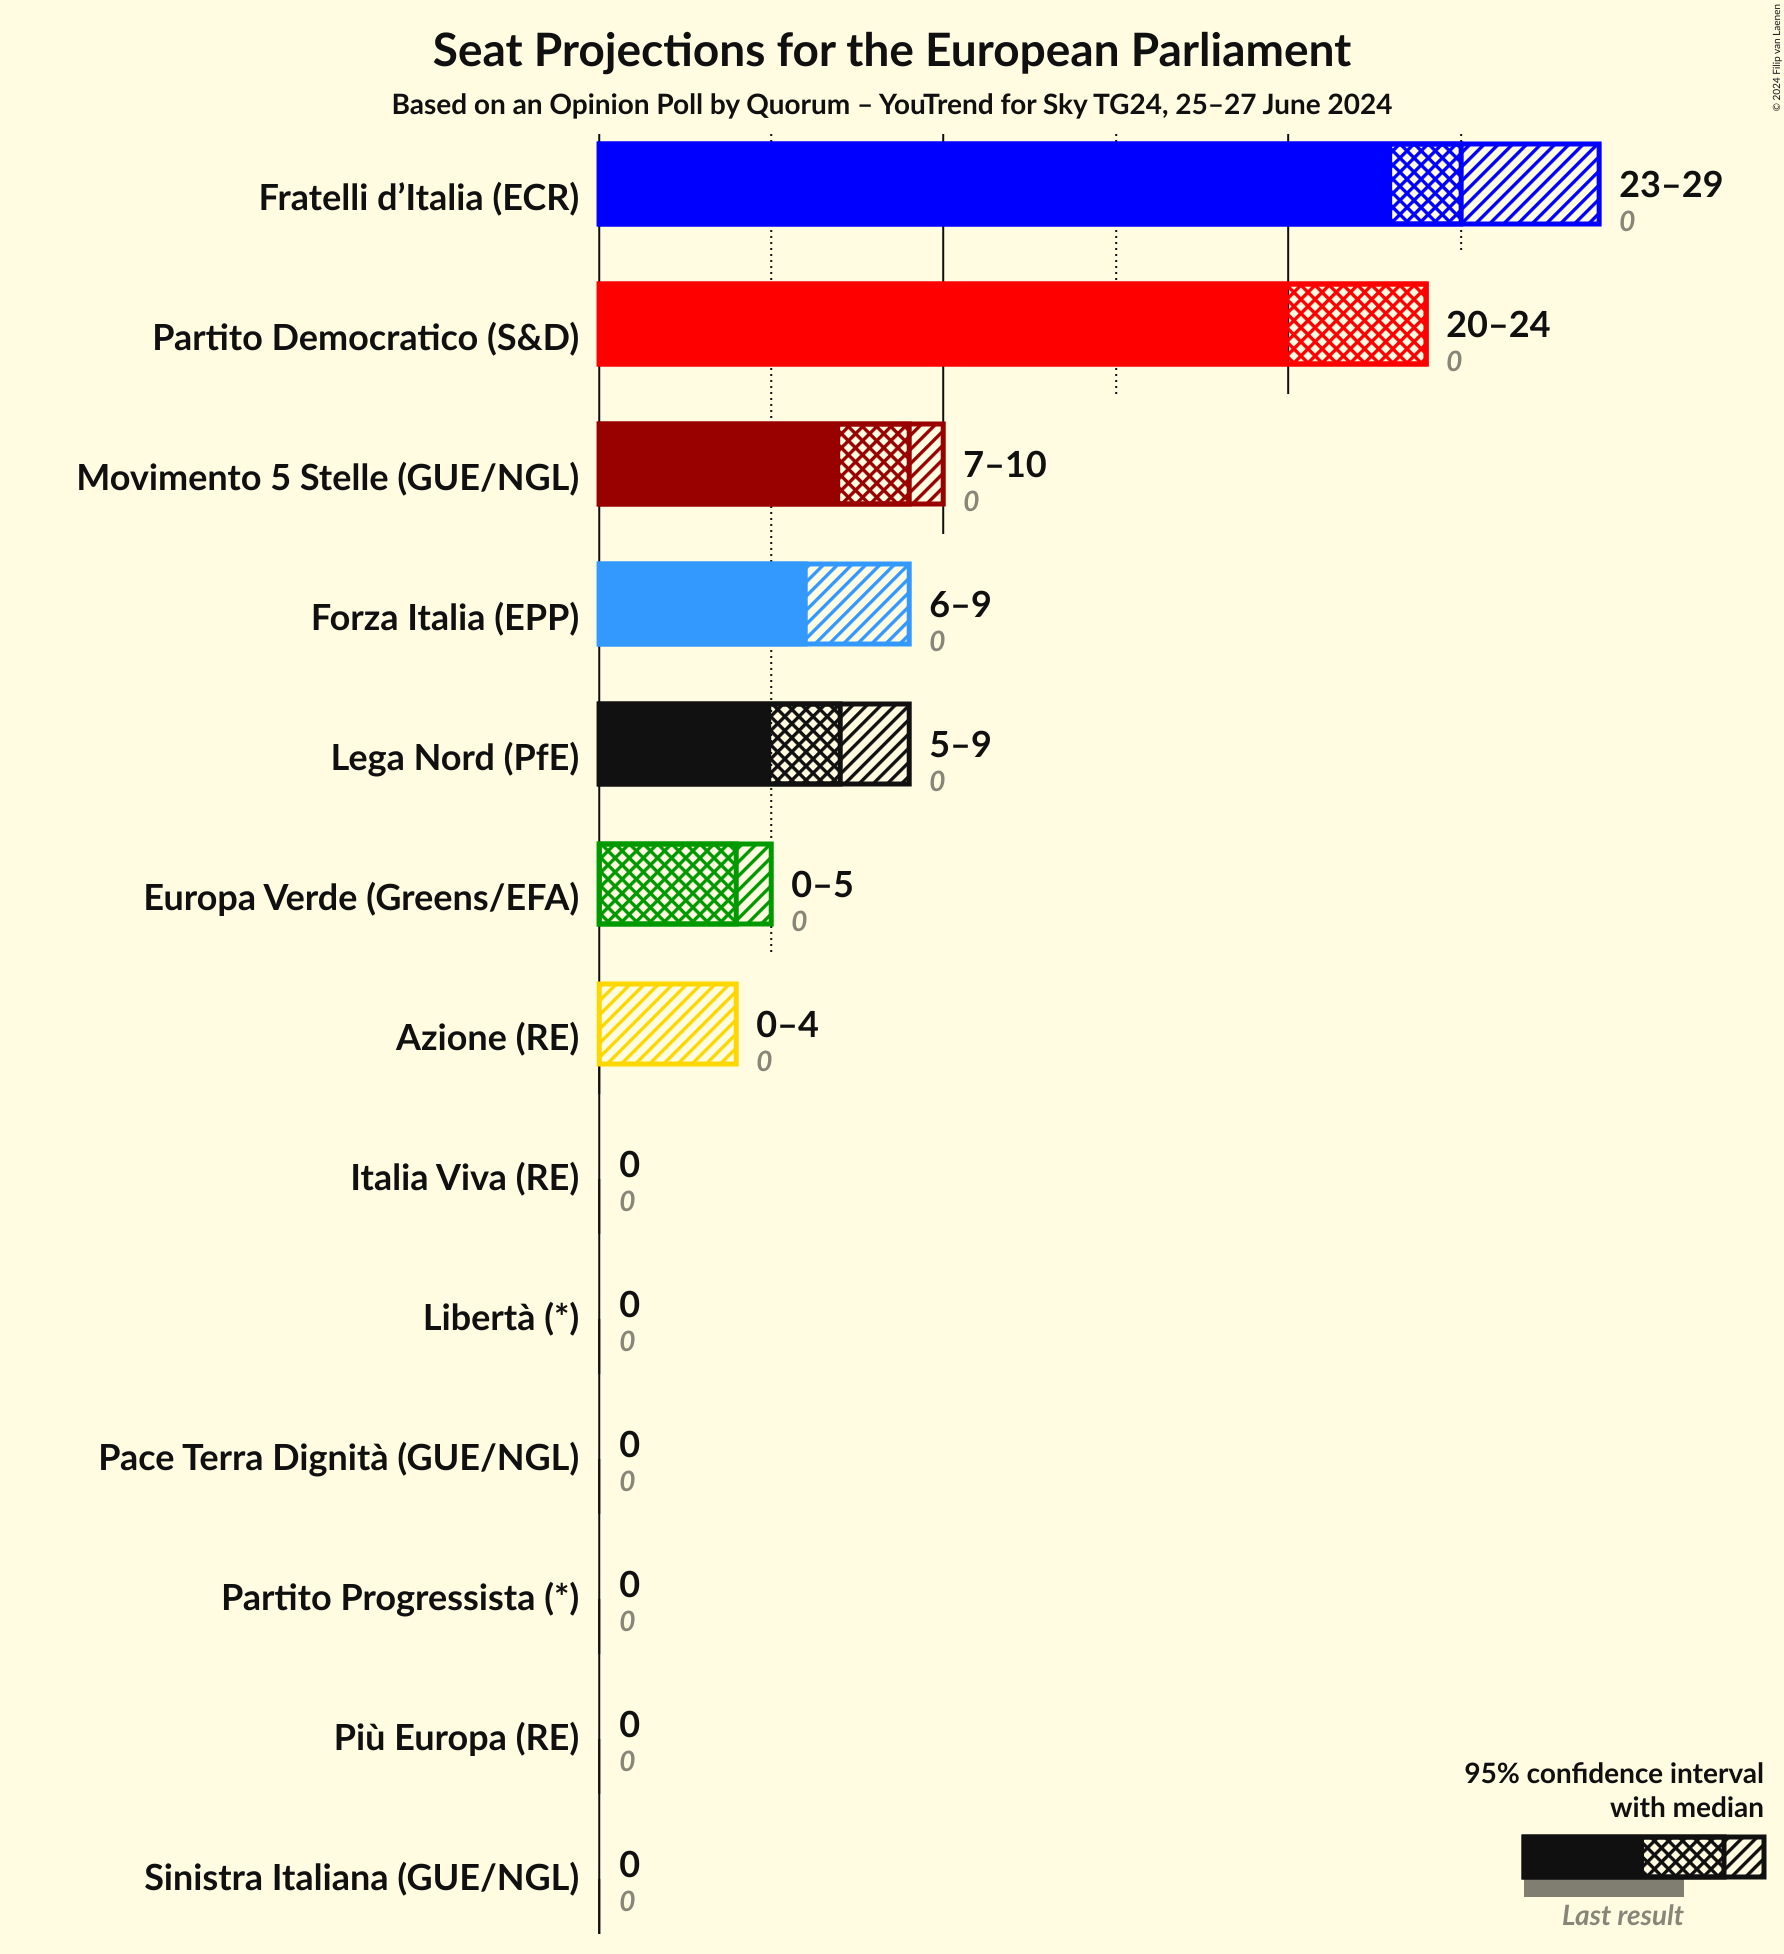 Seat Projections for the European Parliament
Based on an Opinion Poll by Quorum – YouTrend for Sky TG24, 25–27 June 2024
© 2024 Filip van Laenen
Fratelli d’Italia (ECR)
23–29
0
Partito Democratico (S&D)
20–24
0
Movimento 5 Stelle (GUE/NGL)
7–10
0
Forza Italia (EPP)
6–9
0
Lega Nord (PfE)
5–9
0
Europa Verde (Greens/EFA)
0–5
0
Azione (RE)
0–4
0
Italia Viva (RE)
0
0
Libertà (*)
0
0
Pace Terra Dignità (GUE/NGL)
0
0
Partito Progressista (*)
0
0
Più Europa (RE)
0
0
Sinistra Italiana (GUE/NGL)
0
0
95% confidence interval
with median
Last result